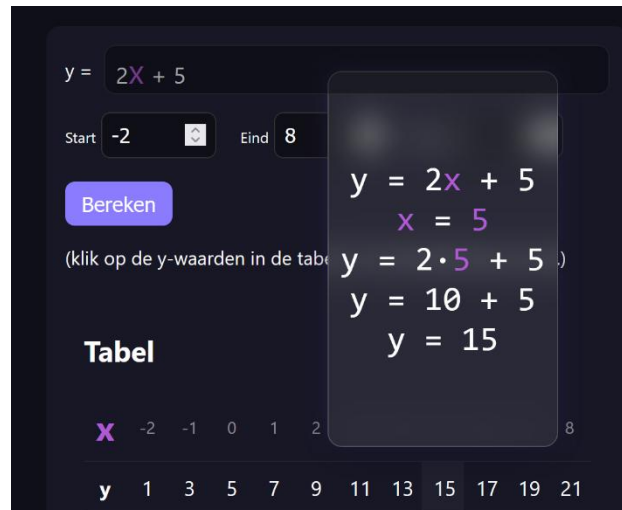 y = 2X + 5
Start -2 Eind 8
Bereken
(klik op de y-waarden in de tabe .)
y = 2x + 5
x = 5
y = 2·5 + 5
y = 10 + 5
y = 15
Tabel
x -2 -1 0 1 2 8
y 1 3 5 7 9 11 13 15 17 19 21